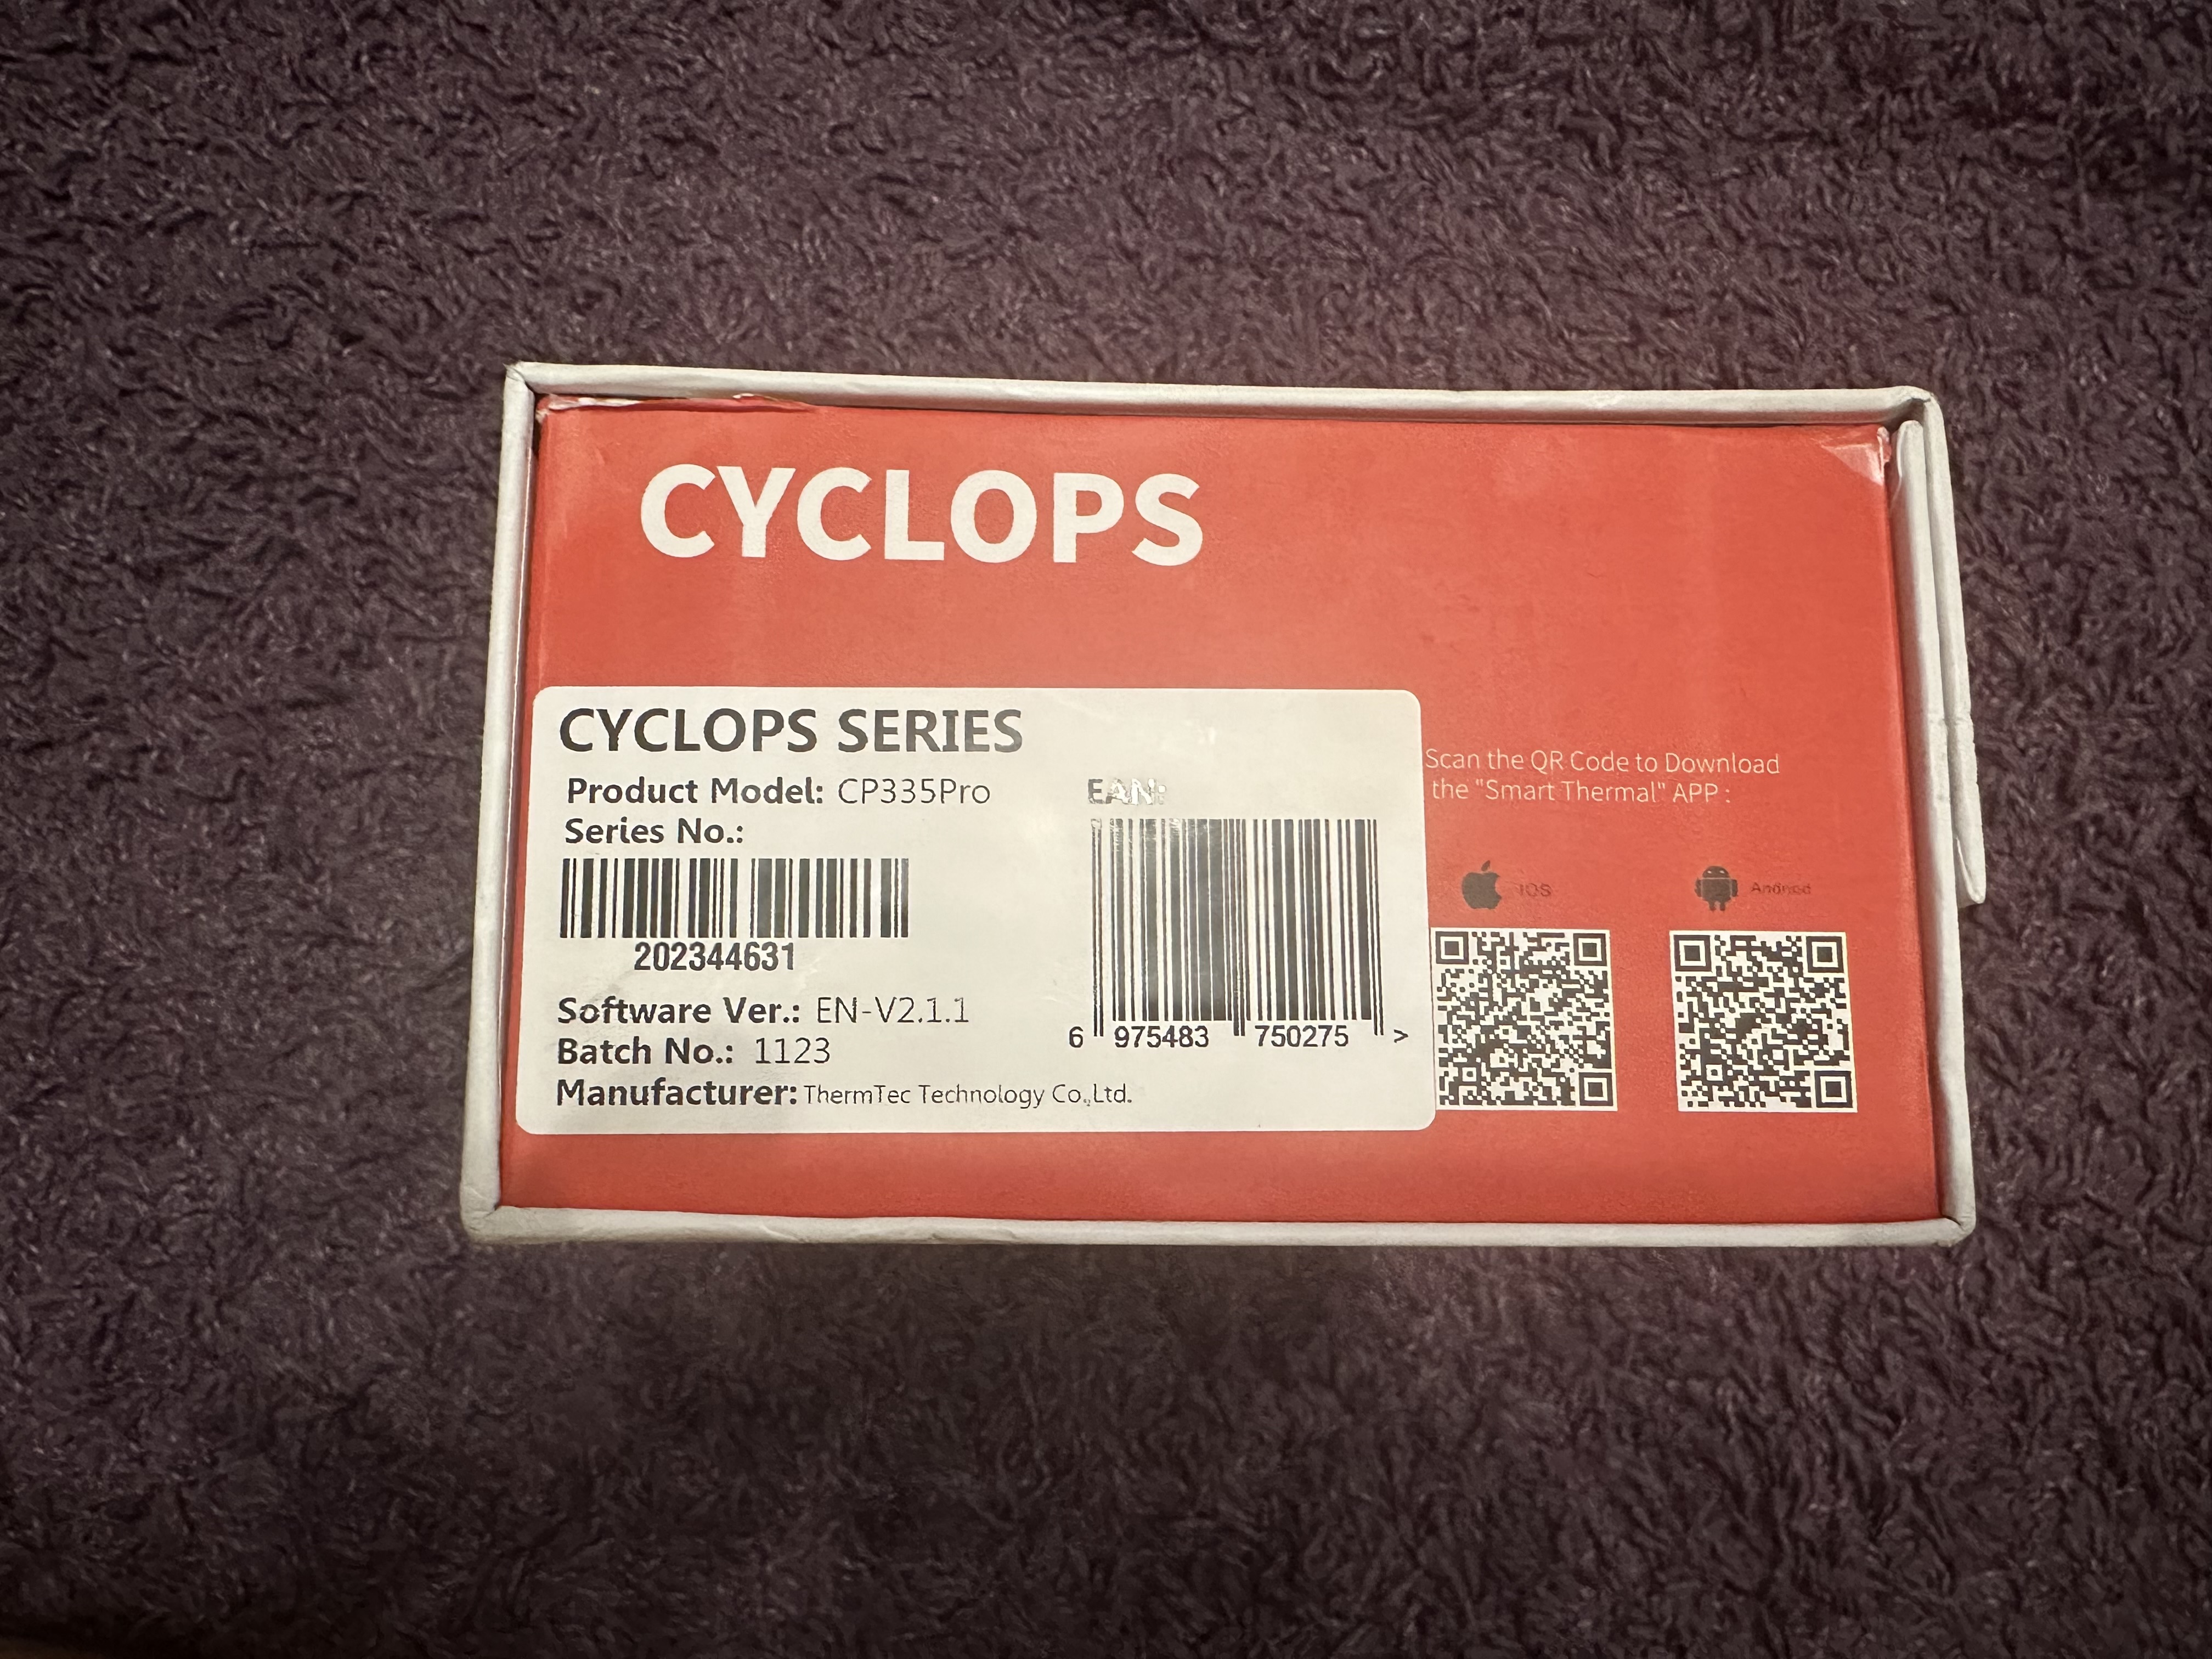 CYCLOPS
CYCLOPS SERIES
Product Model: CP335Pro
Series No.:
202344631
Software Ver.: EN-V2.1.1
Batch No.: 1123
Manufacturer: ThermTec Technology Co.,Ltd.
EAN:
6 975483 750275 >
Scan the QR Code to Download
the "Smart Thermal" APP :
iOS
Android